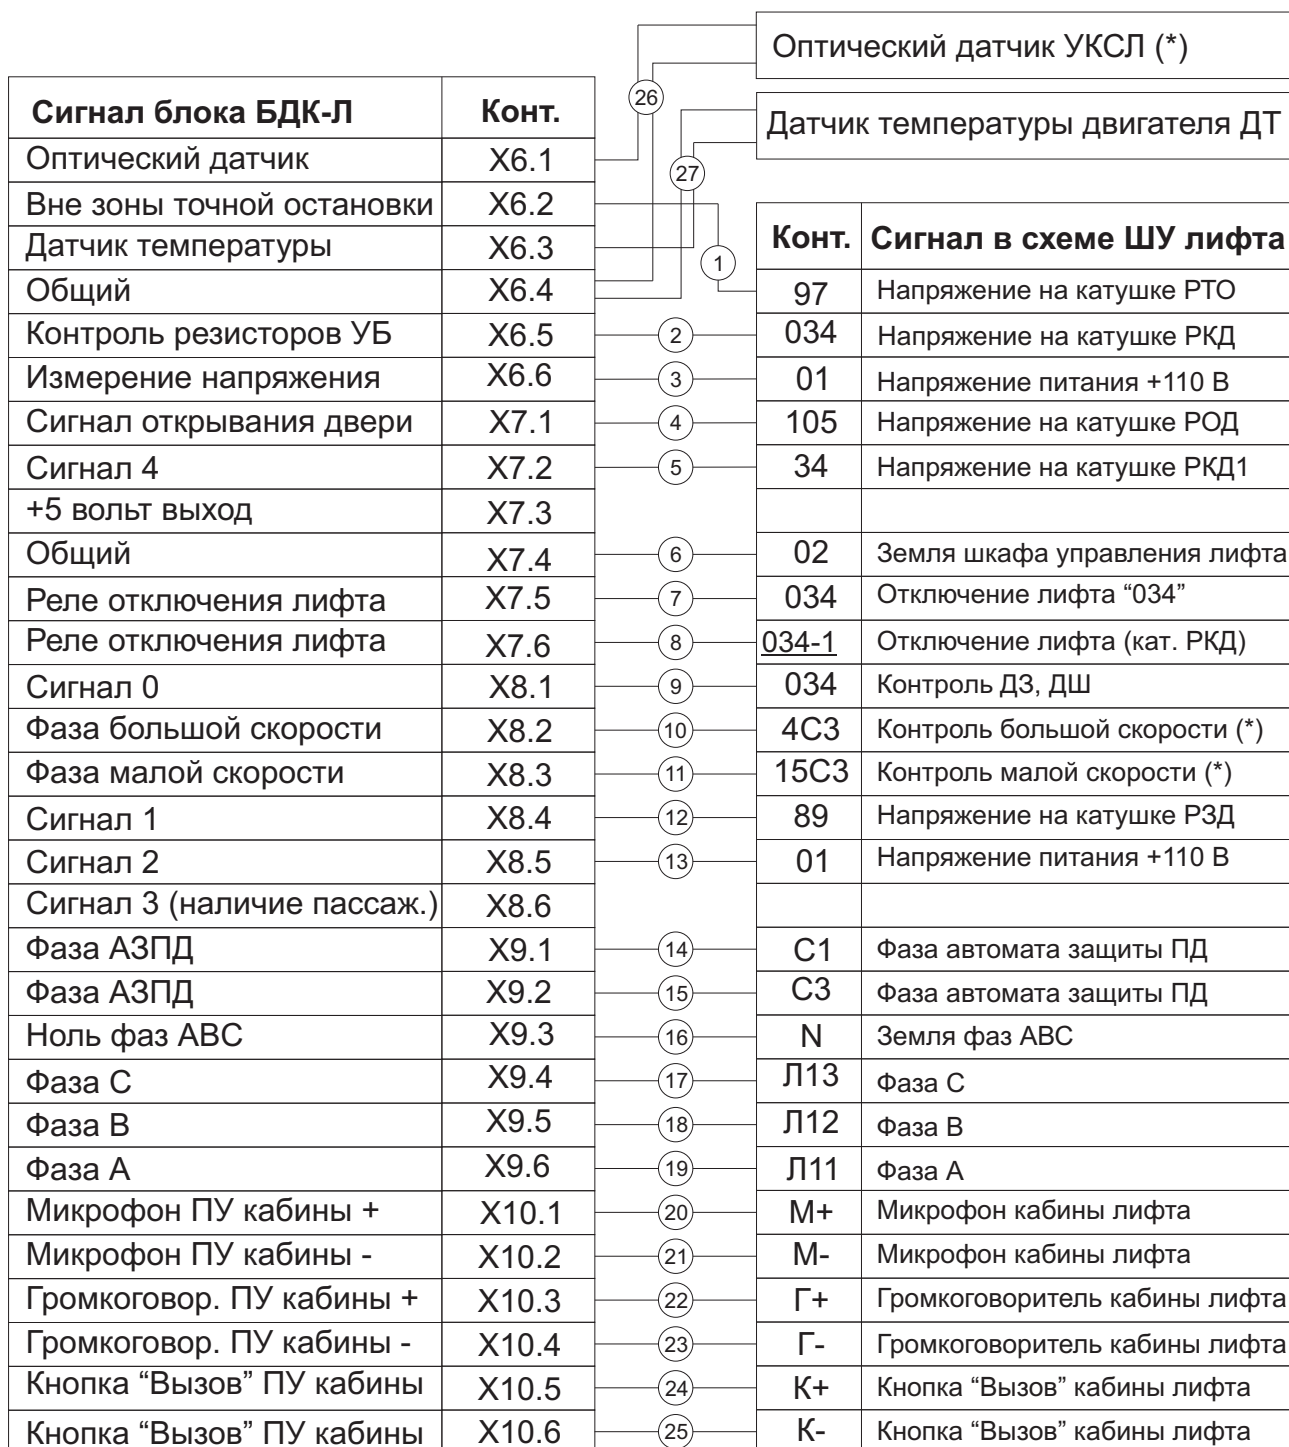 Оптический датчик УКСЛ (*)
26
Датчик температуры двигателя ДТ
27
Сигнал блока БДК-Л Конт.
Оптический датчик X6.1
Вне зоны точной остановки X6.2
Датчик температуры X6.3
Общий X6.4
1
Конт. Сигнал в схеме ШУ лифта
97 Напряжение на катушке РТО
Контроль резисторов УБ X6.5 2 034 Напряжение на катушке РКД
Измерение напряжения X6.6 3 01 Напряжение питания +110 В
Сигнал открывания двери X7.1 4 105 Напряжение на катушке РОД
Сигнал 4 X7.2 5 34 Напряжение на катушке РКД1
+5 вольт выход X7.3
Общий X7.4 6 02 Земля шкафа управления лифта
Реле отключения лифта X7.5 7 034 Отключение лифта “034”
Реле отключения лифта X7.6 8 034-1 Отключение лифта (кат. РКД)
Сигнал 0 X8.1 9 034 Контроль ДЗ, ДШ
Фаза большой скорости X8.2 10 4С3 Контроль большой скорости (*)
Фаза малой скорости X8.3 11 15С3 Контроль малой скорости (*)
Сигнал 1 X8.4 12 89 Напряжение на катушке РЗД
Сигнал 2 X8.5 13 01 Напряжение питания +110 В
Сигнал 3 (наличие пассаж.) X8.6
Фаза АЗПД X9.1 14 С1 Фаза автомата защиты ПД
Фаза АЗПД X9.2 15 С3 Фаза автомата защиты ПД
Ноль фаз АВС X9.3 16 N Земля фаз АВС
Фаза С X9.4 17 Л13 Фаза С
Фаза В X9.5 18 Л12 Фаза В
Фаза А X9.6 19 Л11 Фаза А
Микрофон ПУ кабины + X10.1 20 М+ Микрофон кабины лифта
Микрофон ПУ кабины - X10.2 21 М- Микрофон кабины лифта
Громкоговор. ПУ кабины + X10.3 22 Г+ Громкоговоритель кабины лифта
Громкоговор. ПУ кабины - X10.4 23 Г- Громкоговоритель кабины лифта
Кнопка “Вызов” ПУ кабины X10.5 24 К+ Кнопка “Вызов” кабины лифта
Кнопка “Вызов” ПУ кабины X10.6 25 К- Кнопка “Вызов” кабины лифта